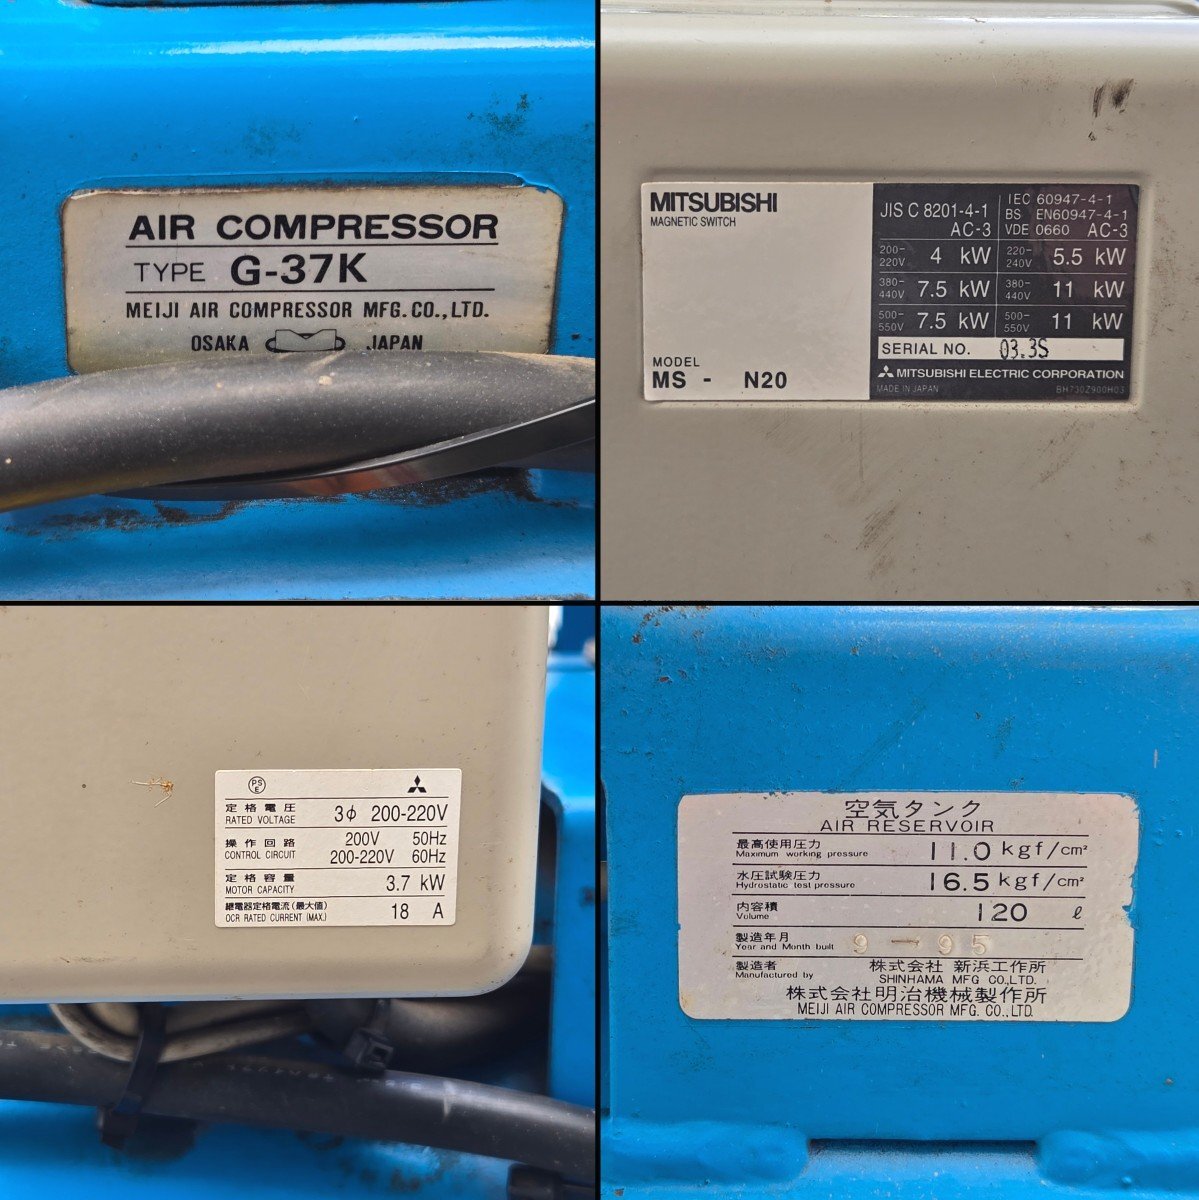 AIR COMPRESSOR
TYPE G-37K
MEIJI AIR COMPRESSOR MFG.CO.,LTD.
OSAKA JAPAN
MITSUBISHI
MAGNETIC SWITCH
MODEL
MS - N20
JIS C 8201-4-1 AC-3
IEC 60947-4-1
BS EN60947-4-1
VDE 0660 AC-3
200-220V 4 kW 220-240V 5.5 kW
380-440V 7.5 kW 380-440V 11 kW
500-550V 7.5 kW 500-550V 11 kW
SERIAL NO. 03.3S
MITSUBISHI ELECTRIC CORPORATION
MADE IN JAPAN BH730Z900H03
PSE
定格電圧
RATED VOLTAGE 3φ 200-220V
操作回路 200V 50Hz
CONTROL CIRCUIT 200-220V 60Hz
定格容量
MOTOR CAPACITY 3.7 kW
継電器定格電流(最大値)
OCR RATED CURRENT (MAX.) 18 A
空気タンク
AIR RESERVOIR
最高使用圧力
Maximum working pressure 11.0 kgf/cm²
水圧試験圧力
Hydrostatic test pressure 16.5 kgf/cm²
内容積
Volume 120 ℓ
製造年月
Year and Month built 9-95
製造者 株式会社 新浜工作所
Manufactured by SHINHAMA MFG CO.,LTD.
株式会社明治機械製作所
MEIJI AIR COMPRESSOR MFG. CO.,LTD.